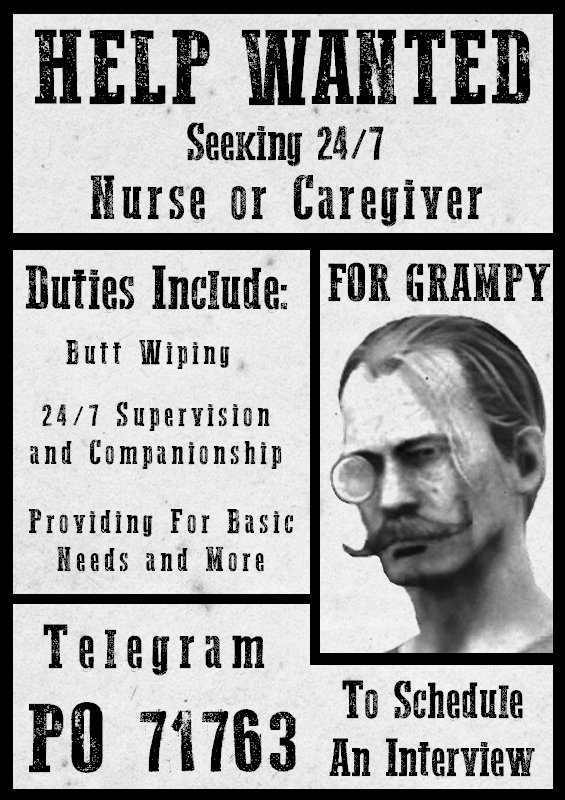 HELP WANTED
Seeking 24/7
Nurse or Caregiver
Duties Include:
Butt Wiping
24/7 Supervision
and Companionship
Providing For Basic
Needs and More
FOR GRAMPY
Telegram
PO 71763
To Schedule
An Interview